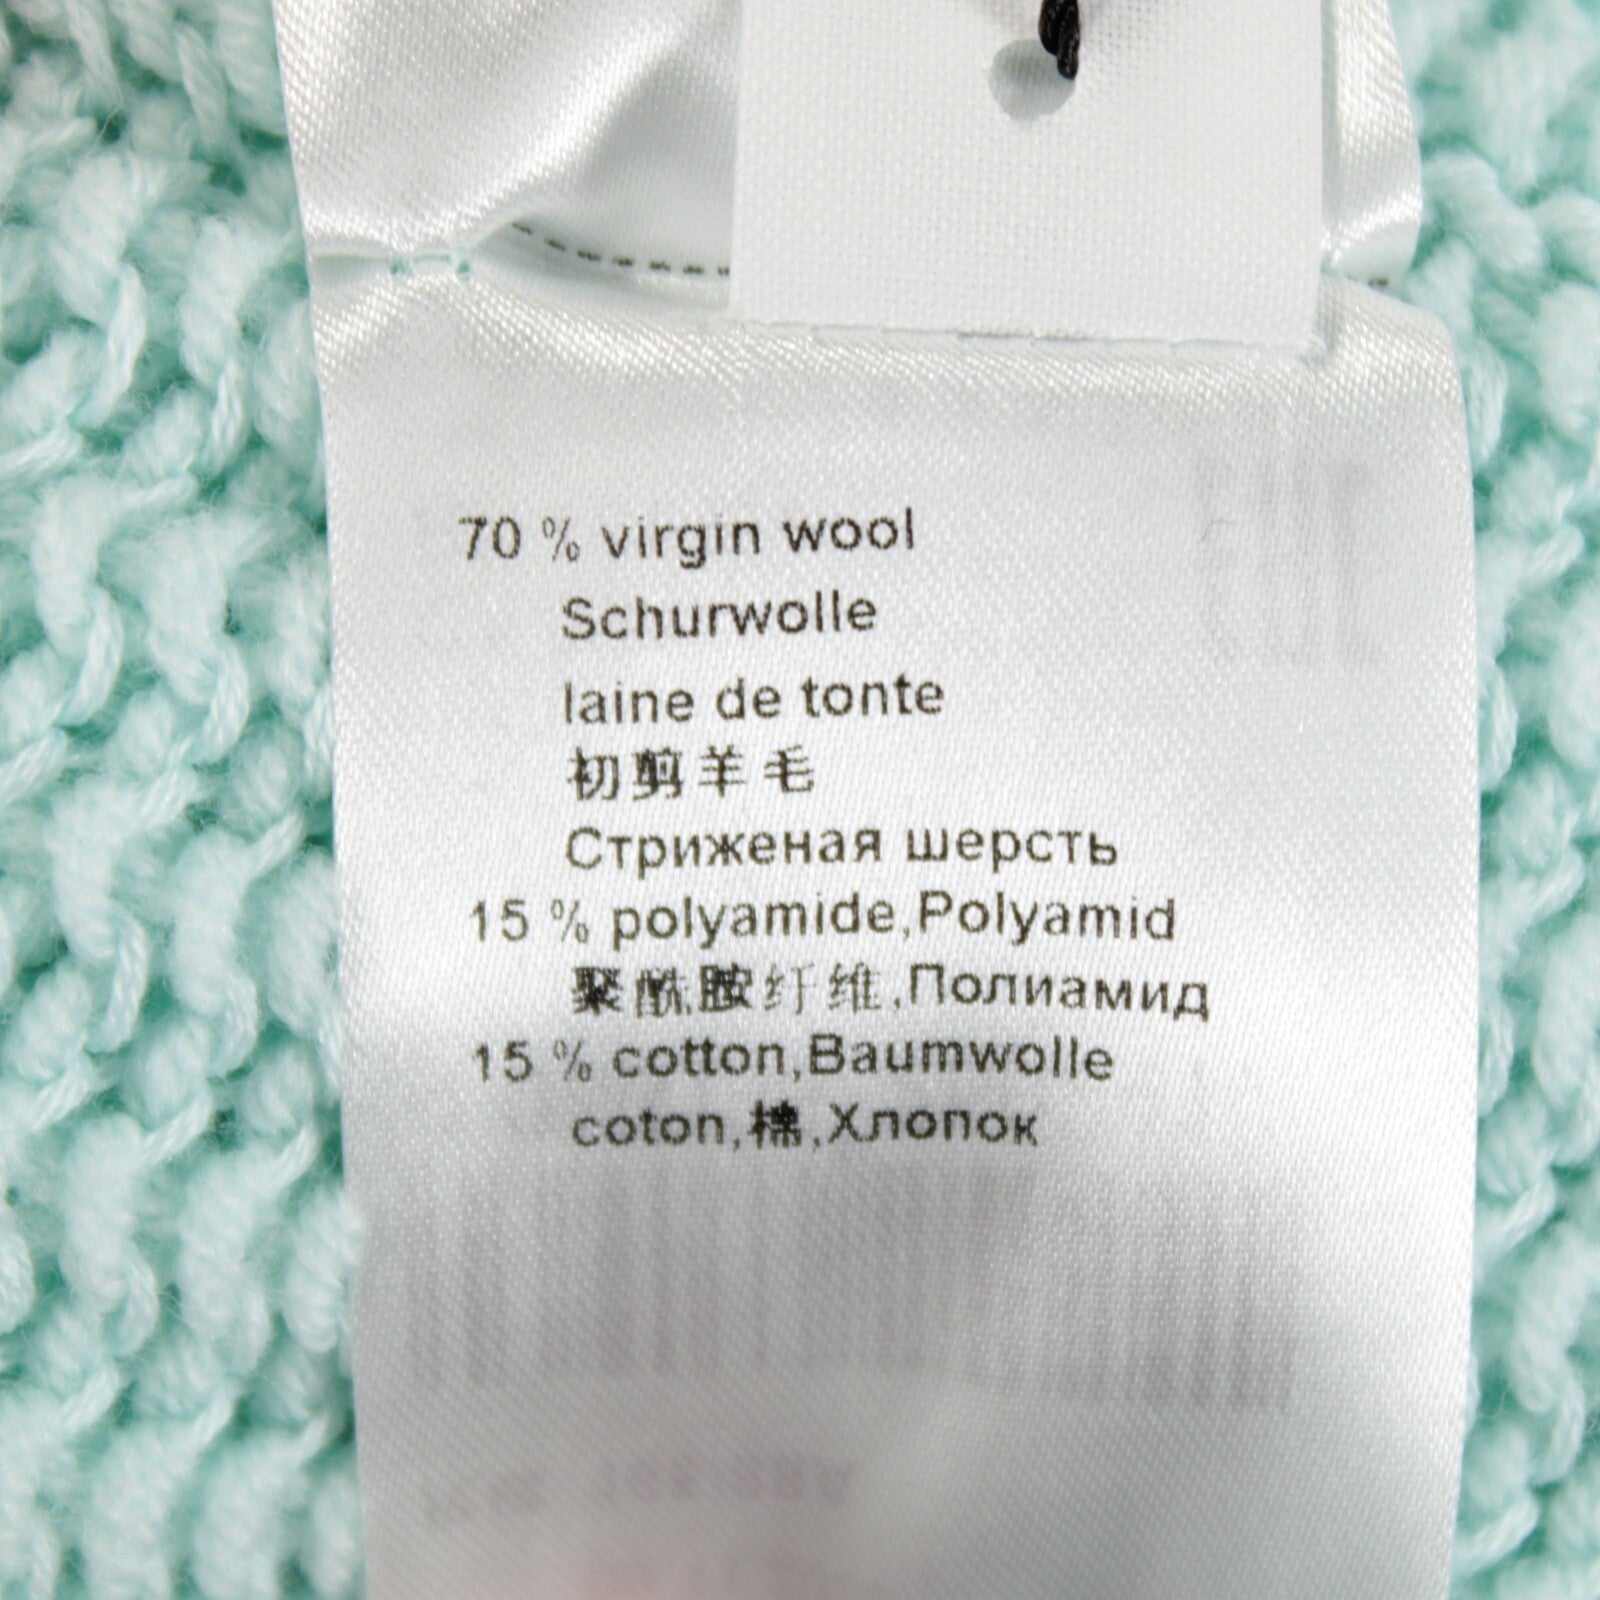 70 % virgin wool
Schurwolle
laine de tonte
初剪羊毛
Стриженая шерсть
15 % polyamide,Polyamid
聚酰胺纤维,Полиамид
15 % cotton,Baumwolle
coton,棉,Хлопок